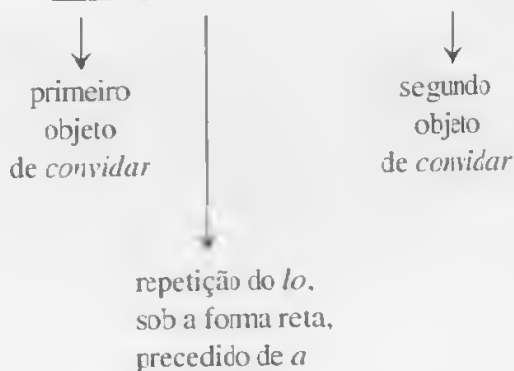 primeiro
objeto
de convidar
segundo
objeto
de convidar
repetição do lo,
sob a forma reta,
precedido de a